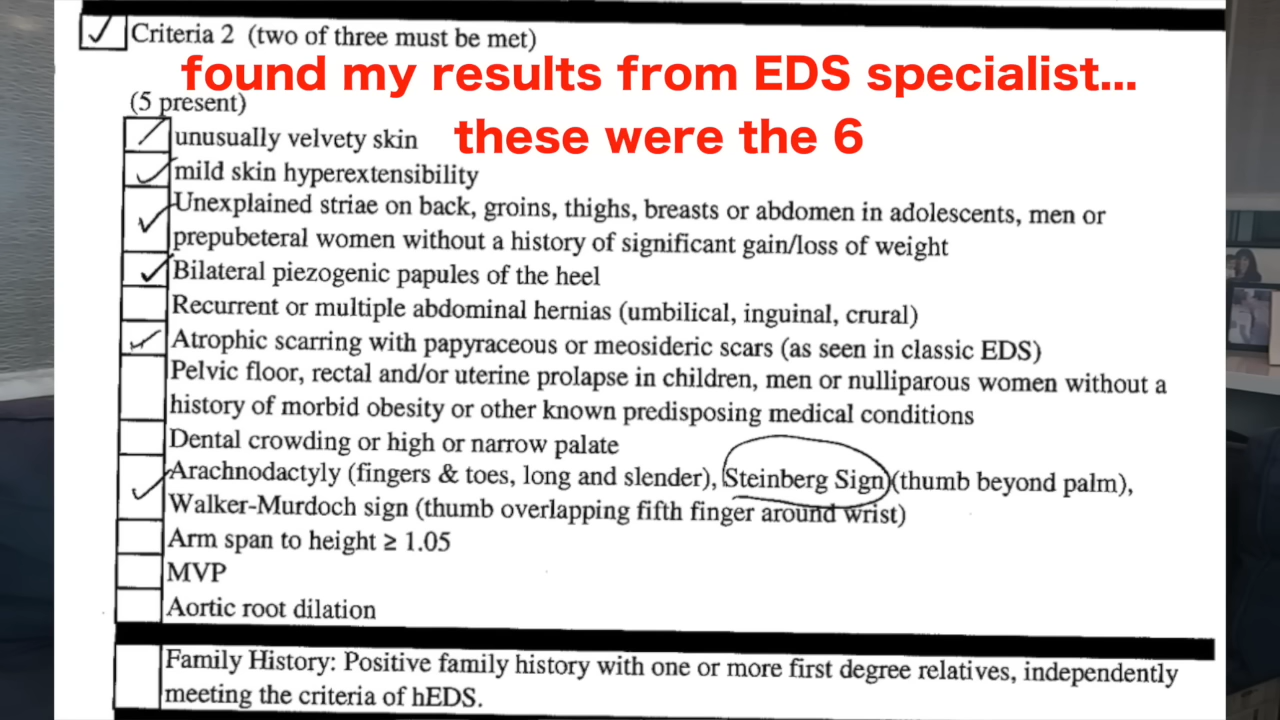 Criteria 2 (two of three must be met)
found my results from EDS specialist...
(5 present)
these were the 6
unusually velvety skin
mild skin hyperextensibility
Unexplained striae on back, groins, thighs, breasts or abdomen in adolescents, men or
prepubeteral women without a history of significant gain/loss of weight
Bilateral piezogenic papules of the heel
Recurrent or multiple abdominal hernias (umbilical, inguinal, crural)
Atrophic scarring with papyraceous or meosideric scars (as seen in classic EDS)
Pelvic floor, rectal and/or uterine prolapse in children, men or nulliparous women without a
history of morbid obesity or other known predisposing medical conditions
Dental crowding or high or narrow palate
Arachnodactyly (fingers & toes, long and slender), Steinberg Sign (thumb beyond palm),
Walker-Murdoch sign (thumb overlapping fifth finger around wrist)
Arm span to height ≥ 1.05
MVP
Aortic root dilation
Family History: Positive family history with one or more first degree relatives, independently
meeting the criteria of hEDS.